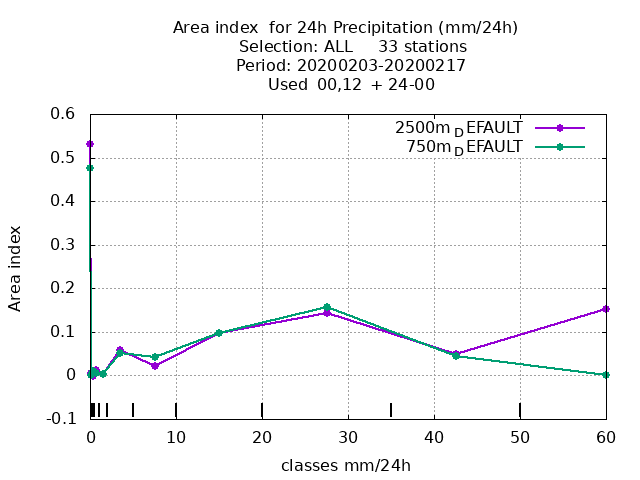 Area index for 24h Precipitation (mm/24h)
Selection: ALL 33 stations
Period: 20200203-20200217
Used 00,12 + 24-00
0.6
2500m_DEFAULT
750m_DEFAULT
0.5
0.4
0.3
0.2
0.1
0
-0.1
Area index
0 10 20 30 40 50 60
classes mm/24h